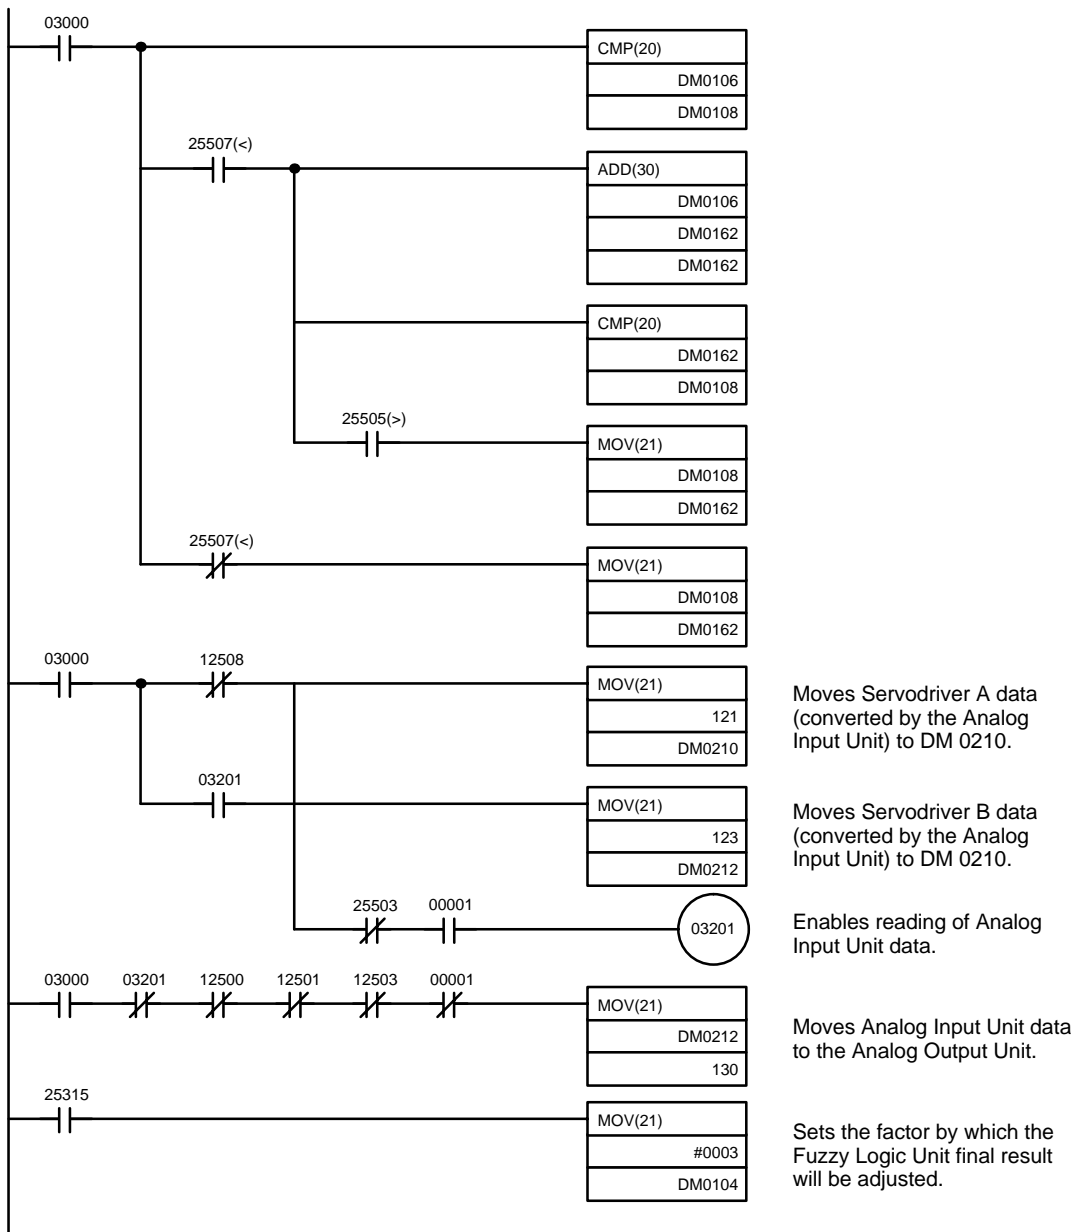 03000
CMP(20)
DM0106
DM0108
25507(<)
ADD(30)
DM0106
DM0162
DM0162
CMP(20)
DM0162
DM0108
25505(>)
MOV(21)
DM0108
DM0162
25507(<)
MOV(21)
DM0108
DM0162
03000 12508
MOV(21)
121
DM0210
Moves Servodriver A data
(converted by the Analog
Input Unit) to DM 0210.
03201
MOV(21)
123
DM0212
Moves Servodriver B data
(converted by the Analog
Input Unit) to DM 0210.
25503 00001
03201
Enables reading of Analog
Input Unit data.
03000 03201 12500 12501 12503 00001
MOV(21)
DM0212
130
Moves Analog Input Unit data
to the Analog Output Unit.
25315
MOV(21)
#0003
DM0104
Sets the factor by which the
Fuzzy Logic Unit final result
will be adjusted.